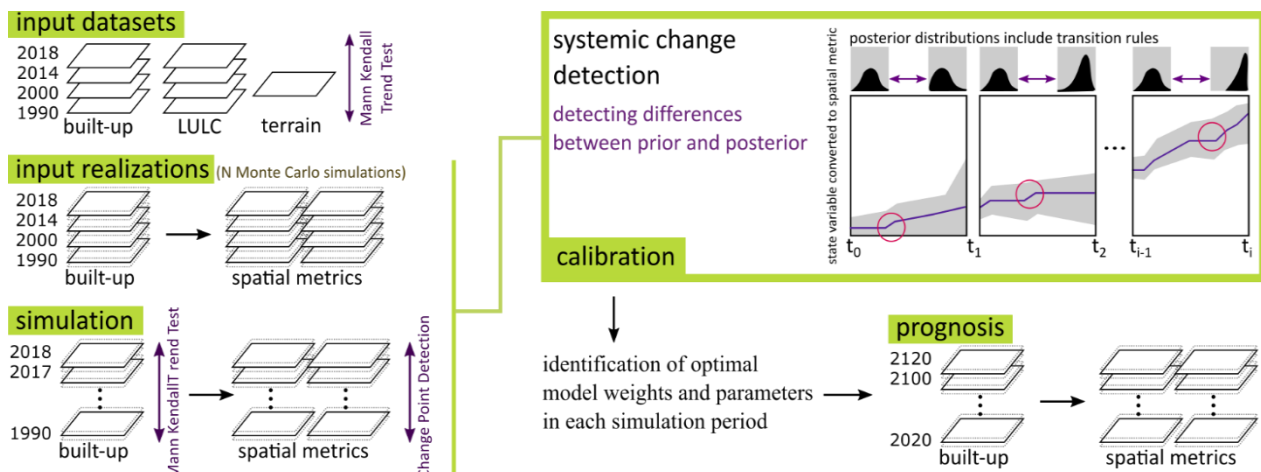 input datasets
2018
2014
2000
1990
built-up
LULC
terrain
Mann Kendall
Trend Test
input realizations
(N Monte Carlo simulations)
2018
2014
2000
1990
built-up
spatial metrics
simulation
2018
2017
1990
built-up
spatial metrics
Mann KendallT rend Test
Change Point Detection
systemic change
detection
detecting differences
between prior and posterior
calibration
posterior distributions include transition rules
state variable converted to spatial metric
...
t0
t1
t2
ti-1
ti
identification of optimal
model weights and parameters
in each simulation period
prognosis
2120
2100
2020
built-up
spatial metrics